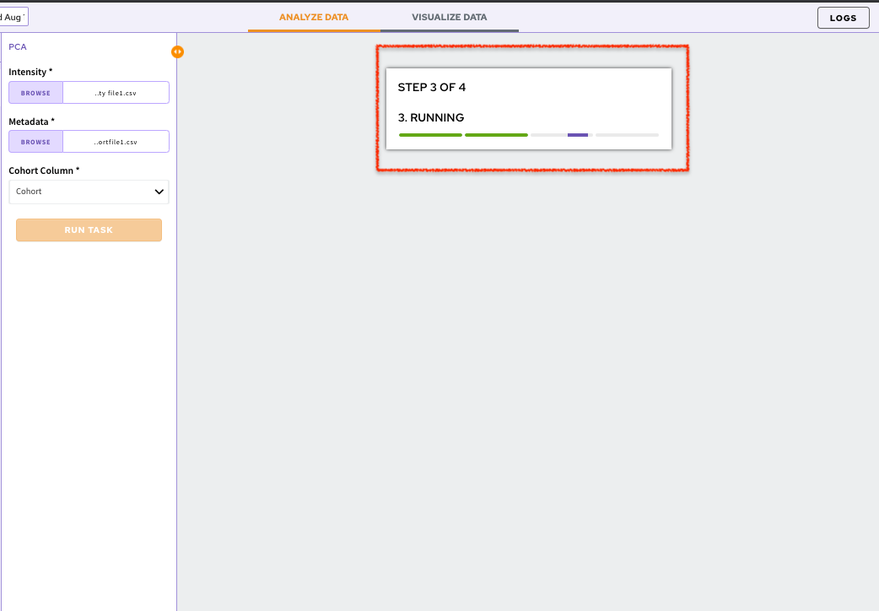 d Aug
ANALYZE DATA
VISUALIZE DATA
LOGS
PCA
Intensity *
BROWSE
..ty file1.csv
Metadata *
BROWSE
...ortfile1.csv
Cohort Column *
Cohort
RUN TASK
STEP 3 OF 4
3. RUNNING